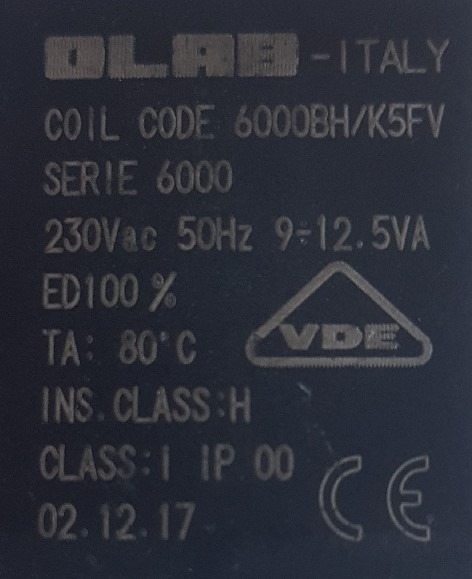 OLAB -ITALY
COIL CODE 6000BH/K5FV
SERIE 6000
230Vac 50Hz 9÷12.5VA
ED100%
VDE
TA: 80°C
INS.CLASS:H
CLASS:I IP 00
02.12.17 CE